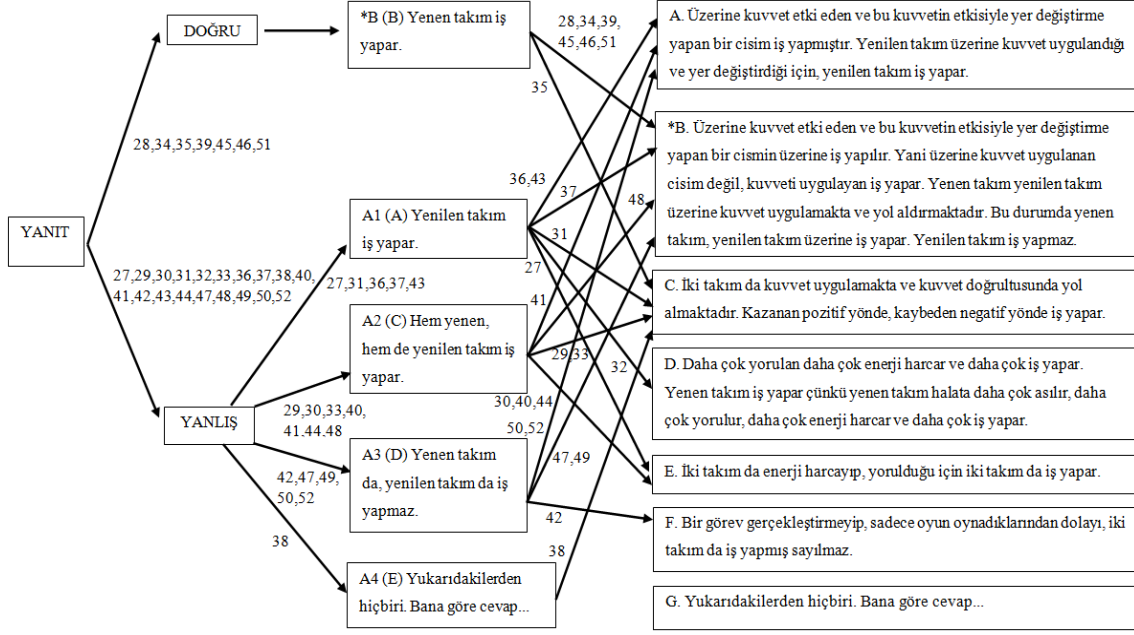 YANIT
DOĞRU
28,34,35,39,45,46,51
27,29,30,31,32,33,36,37,38,40,
41,42,43,44,47,48,49,50,52
YANLIŞ
27,31,36,37,43
29,30,33,40,
41.44.48
42,47,49,
50,52
38
*B (B) Yenen takım iş
yapar.
A1 (A) Yenilen takım
iş yapar.
A2 (C) Hem yenen,
hem de yenilen takım iş
yapar.
A3 (D) Yenen takım
da, yenilen takım da iş
yapmaz.
A4 (E) Yukarıdakilerden
hiçbiri. Bana göre cevap...
28,34,39,
45,46,51
35
36,43
37
48
31
27
41
29,33
32
30,40,44
50,52
47,49
42
38
A. Üzerine kuvvet etki eden ve bu kuvvetin etkisiyle yer değiştirme
yapan bir cisim iş yapmıştır. Yenilen takım üzerine kuvvet uygulandığı
ve yer değiştirdiği için, yenilen takım iş yapar.
*B. Üzerine kuvvet etki eden ve bu kuvvetin etkisiyle yer değiştirme
yapan bir cismin üzerine iş yapılır. Yani üzerine kuvvet uygulanan
cisim değil, kuvveti uygulayan iş yapar. Yenen takım yenilen takım
üzerine kuvvet uygulamakta ve yol aldırmaktadır. Bu durumda yenen
takım, yenilen takım üzerine iş yapar. Yenilen takım iş yapmaz.
C. İki takım da kuvvet uygulamakta ve kuvvet doğrultusunda yol
almaktadır. Kazanan pozitif yönde, kaybeden negatif yönde iş yapar.
D. Daha çok yorulan daha çok enerji harcar ve daha çok iş yapar.
Yenen takım iş yapar çünkü yenen takım halata daha çok asılır, daha
çok yorulur, daha çok enerji harcar ve daha çok iş yapar.
E. İki takım da enerji harcayıp, yorulduğu için iki takım da iş yapar.
F. Bir görev gerçekleştirmeyip, sadece oyun oynadıklarından dolayı, iki
takım da iş yapmış sayılmaz.
G. Yukarıdakilerden hiçbiri. Bana göre cevap...